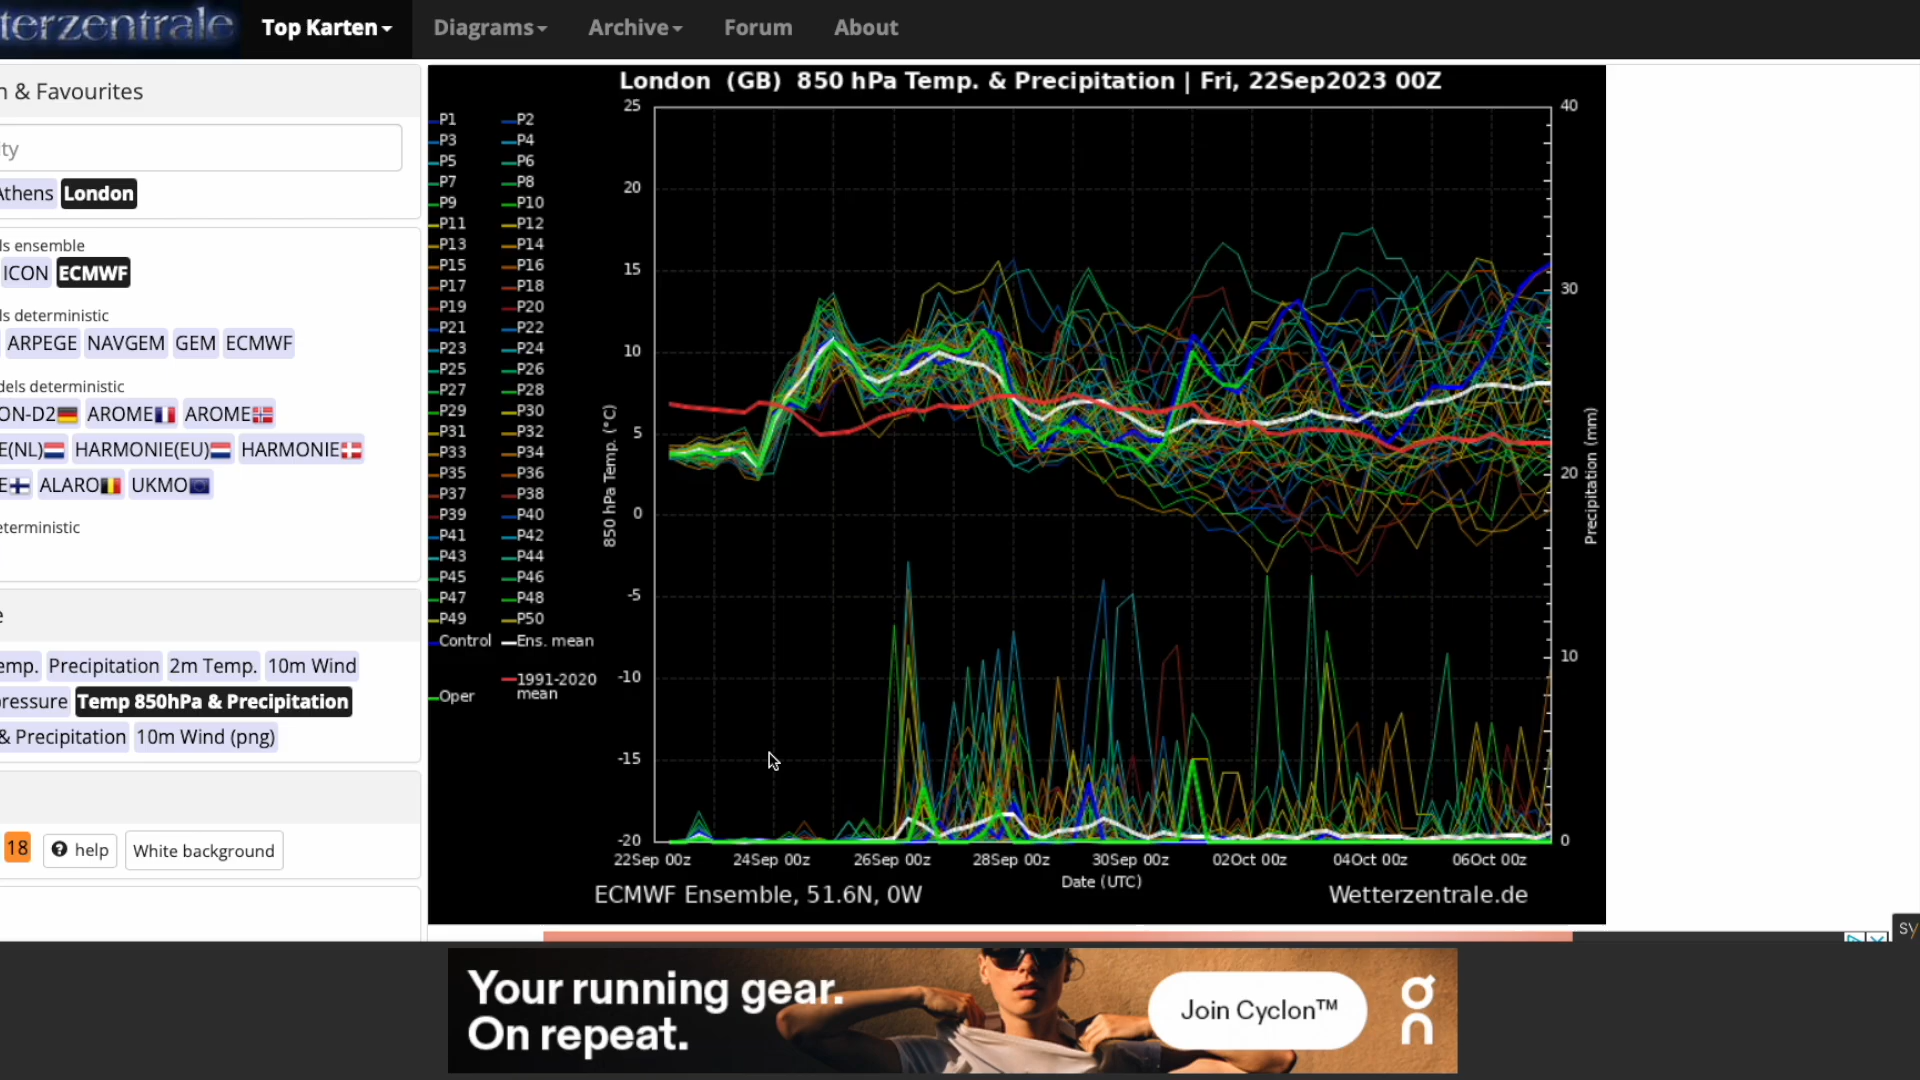 terzentrale Top Karten Diagrams Archive Forum About
n & Favourites
ity
Athens London
ls ensemble
ICON ECMWF
ls deterministic
ARPEGE NAVGEM GEM ECMWF
dels deterministic
ON-D2 AROME AROME
E(NL) HARMONIE(EU) HARMONIE
E ALARO UKMO
eterministic
e
emp. Precipitation 2m Temp. 10m Wind
ressure Temp 850hPa & Precipitation
& Precipitation 10m Wind (png)
18 help White background
London (GB) 850 hPa Temp. & Precipitation | Fri, 22Sep2023 00Z
P1 P2
P3 P4
P5 P6
P7 P8
P9 P10
P11 P12
P13 P14
P15 P16
P17 P18
P19 P20
P21 P22
P23 P24
P25 P26
P27 P28
P29 P30
P31 P32
P33 P34
P35 P36
P37 P38
P39 P40
P41 P42
P43 P44
P45 P46
P47 P48
P49 P50
Control Ens. mean
Oper 1991-2020
mean
850 hPa Temp. (°C)
25
20
15
10
5
0
-5
-10
-15
-20
40
30
20
10
0
Precipitation (mm)
22Sep 00z 24Sep 00z 26Sep 00z 28Sep 00z 30Sep 00z 02Oct 00z 04Oct 00z 06Oct 00z
Date (UTC)
ECMWF Ensemble, 51.6N, 0W Wetterzentrale.de
sy
Your running gear.
On repeat.
Join Cyclon™
on